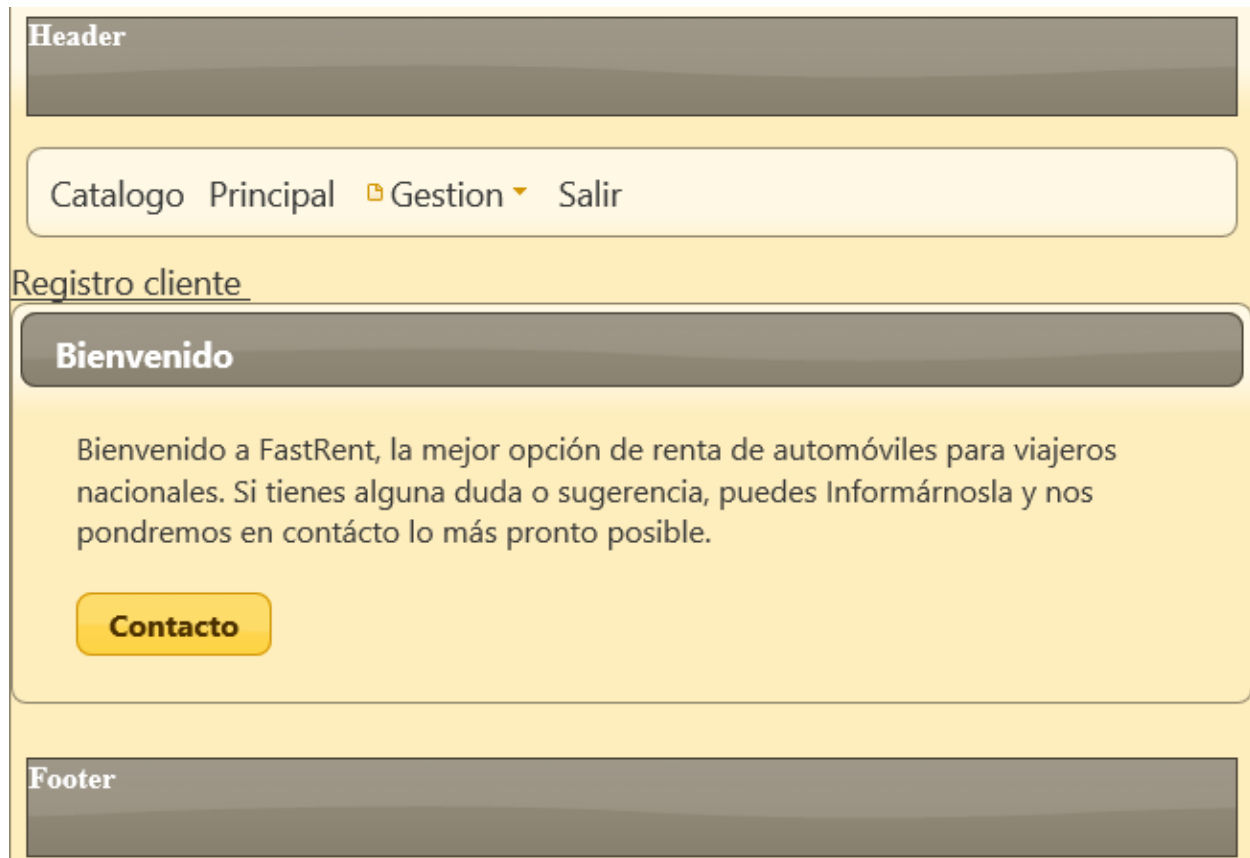 Header
Catalogo Principal Gestion Salir
Registro cliente
Bienvenido
Bienvenido a FastRent, la mejor opción de renta de automóviles para viajeros
nacionales. Si tienes alguna duda o sugerencia, puedes Informárnosla y nos
pondremos en contácto lo más pronto posible.
Contacto
Footer